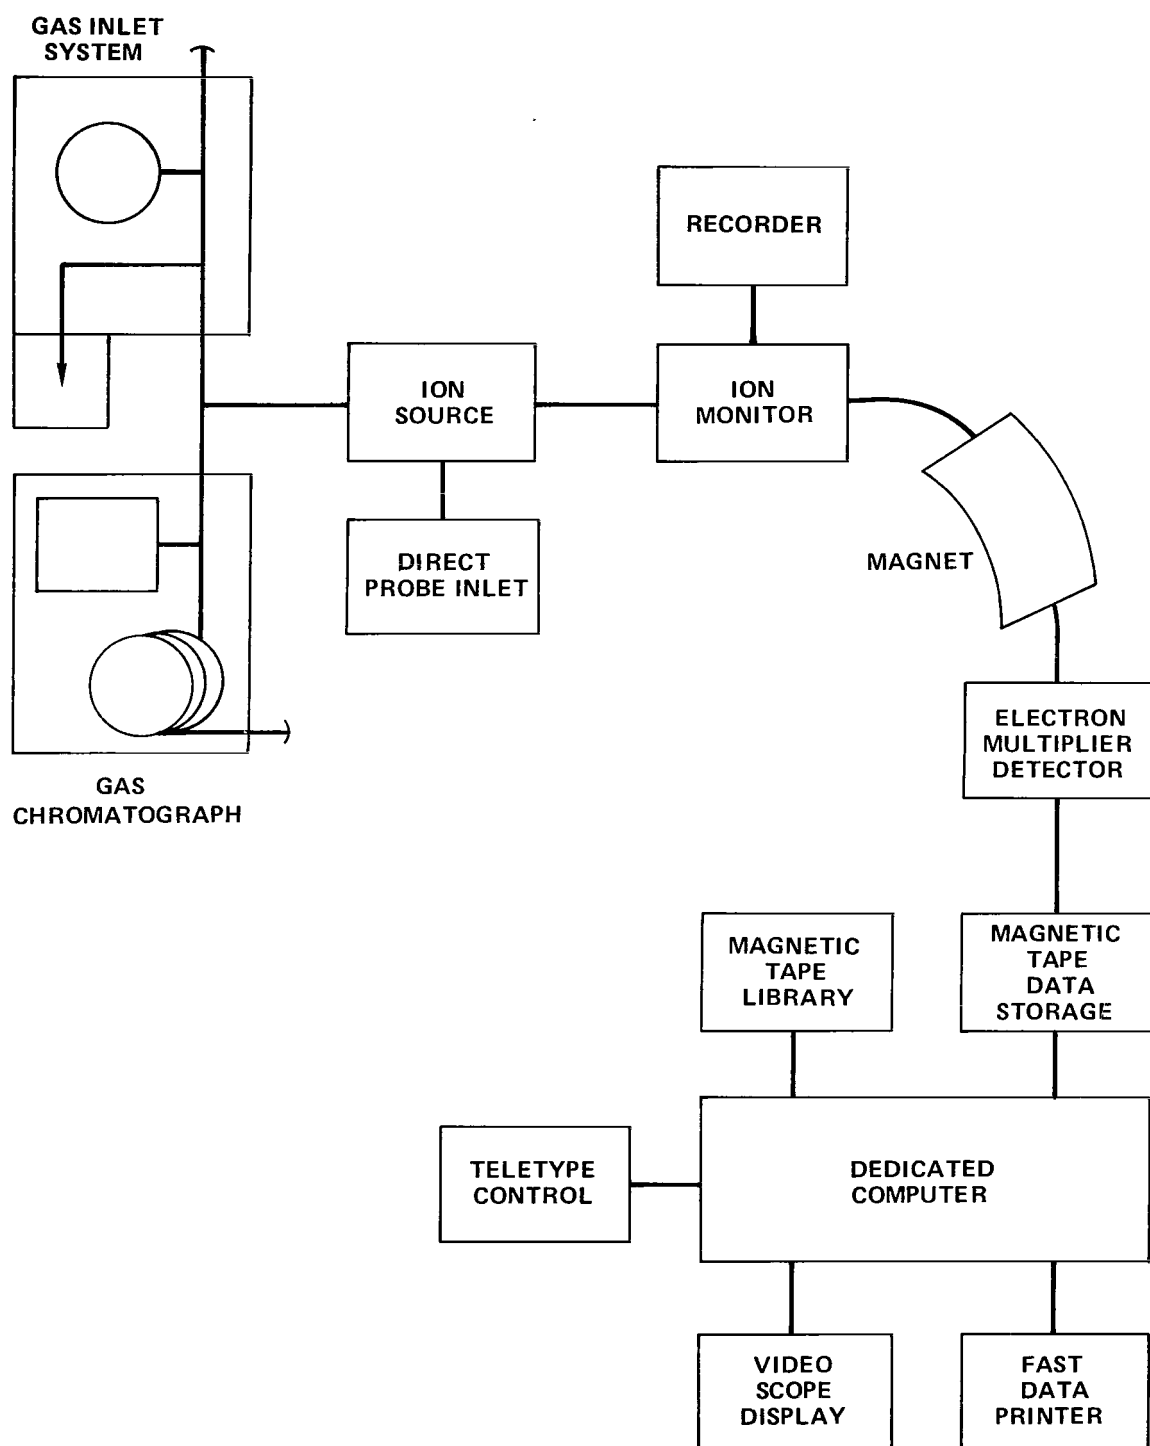 GAS INLET
SYSTEM
RECORDER
ION
SOURCE
ION
MONITOR
DIRECT
PROBE INLET
MAGNET
ELECTRON
MULTIPLIER
DETECTOR
GAS
CHROMATOGRAPH
MAGNETIC
TAPE
LIBRARY
MAGNETIC
TAPE
DATA
STORAGE
TELETYPE
CONTROL
DEDICATED
COMPUTER
VIDEO
SCOPE
DISPLAY
FAST
DATA
PRINTER